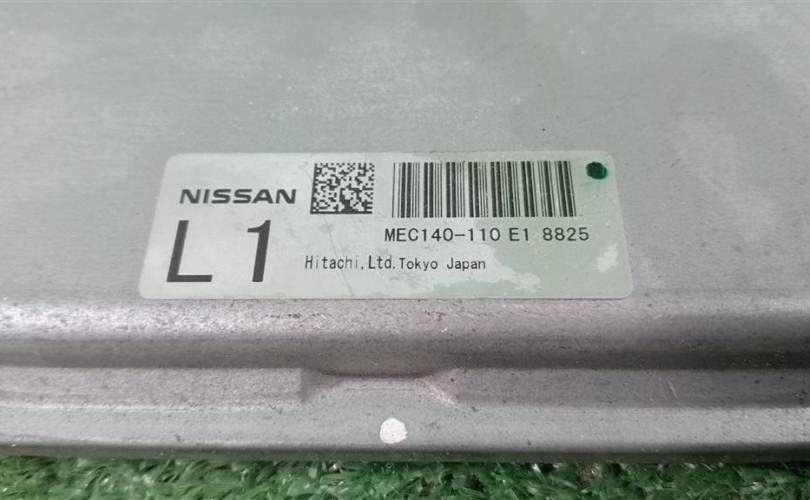 NISSAN
L1
MEC140-110 E1 8825
Hitachi,Ltd.Tokyo Japan